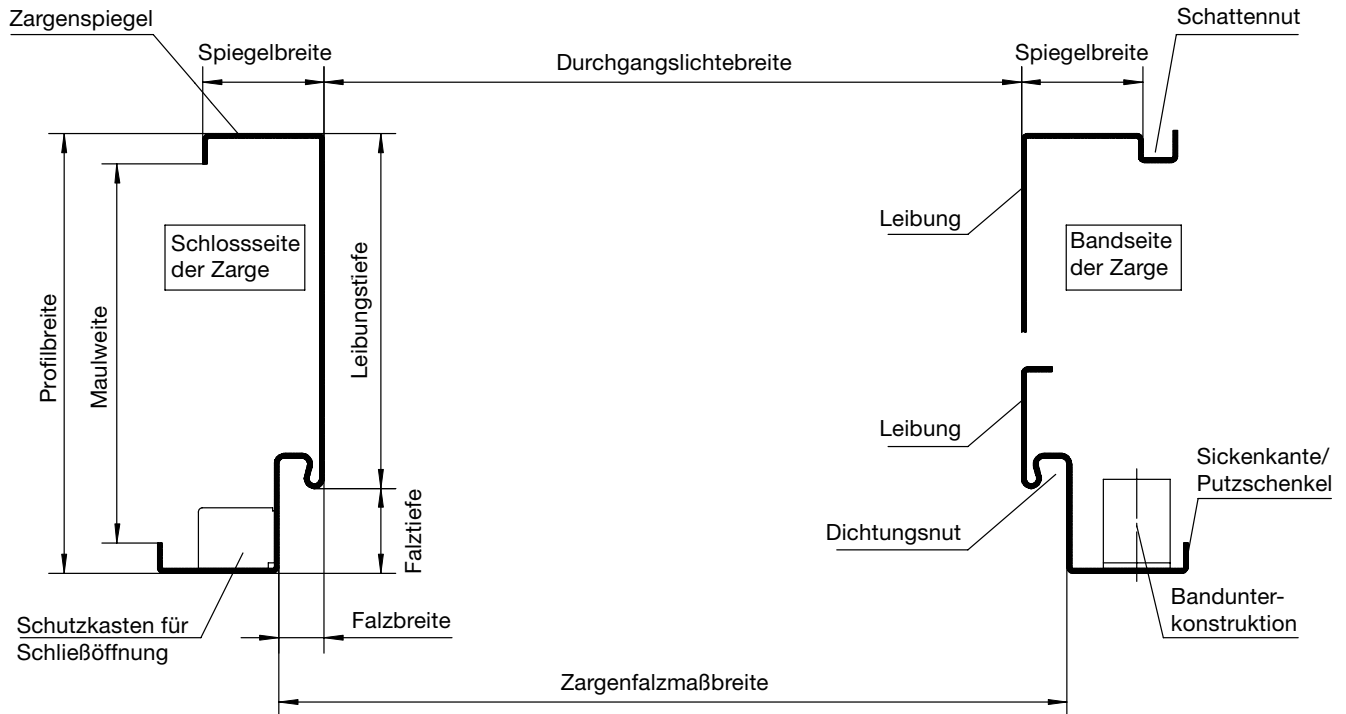 Zargenspiegel
Schattennut
Spiegelbreite
Durchgangslichtebreite
Spiegelbreite
Schlossseite
der Zarge
Leibung
Bandseite
der Zarge
Profilbreite
Maulweite
Leibungstiefe
Leibung
Sickenkante/
Putzschenkel
Dichtungsnut
Falztiefe
Schutzkasten für
Schließöffnung
Falzbreite
Bandunter-
konstruktion
Zargenfalzmaßbreite